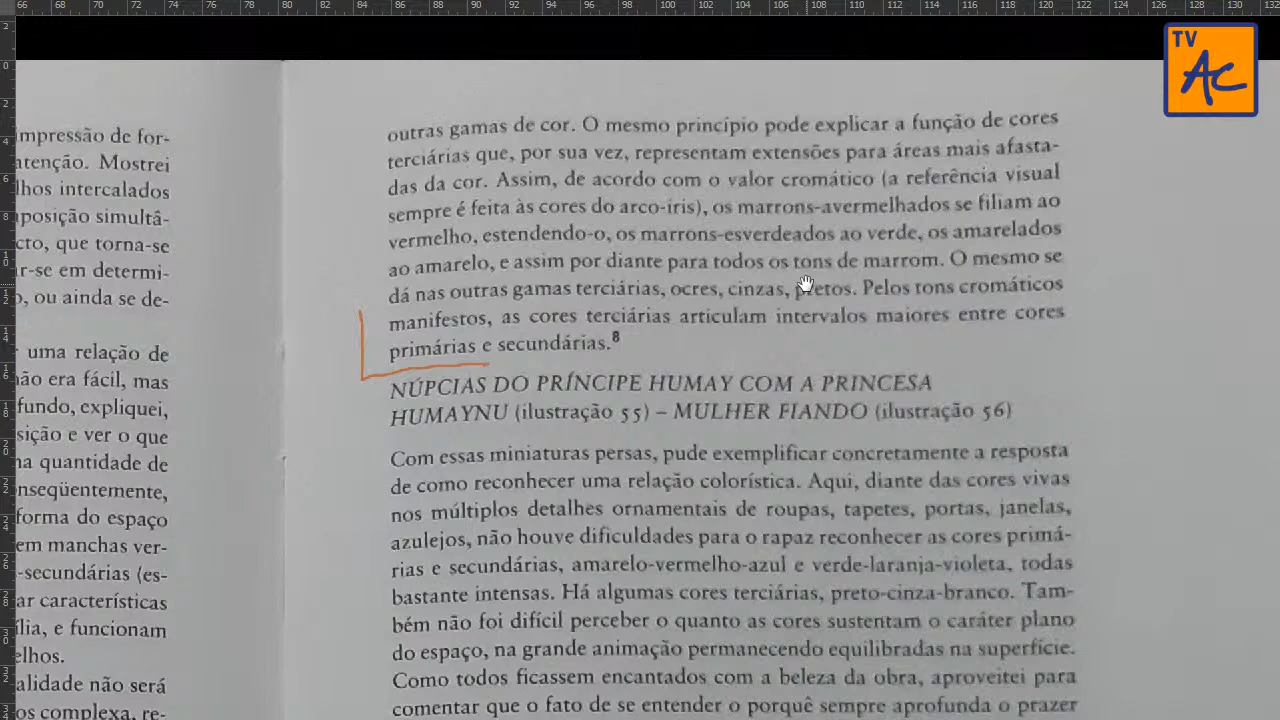 TV
AC
mpressão de for-
atenção. Mostrei
lhos intercalados
posição simultâ-
cto, que torna-se
r-se em determi-
o, ou ainda se de-
uma relação de
não era fácil, mas
fundo, expliquei,
sição e ver o que
na quantidade de
nseqüentemente,
forma do espaço
em manchas ver-
-secundárias (es-
ar características
ília, e funcionam
elhos.
alidade não será
os complexa, re-
outras gamas de cor. O mesmo princípio pode explicar a função de cores
terciárias que, por sua vez, representam extensões para áreas mais afasta-
das da cor. Assim, de acordo com o valor cromático (a referência visual
sempre é feita às cores do arco-íris), os marrons-avermelhados se filiam ao
vermelho, estendendo-o, os marrons-esverdeados ao verde, os amarelados
ao amarelo, e assim por diante para todos os tons de marrom. O mesmo se
dá nas outras gamas terciárias, ocres, cinzas, pretos. Pelos tons cromáticos
manifestos, as cores terciárias articulam intervalos maiores entre cores
primárias e secundárias.⁸
NÚPCIAS DO PRÍNCIPE HUMAY COM A PRINCESA
HUMAYNU (ilustração 55) – MULHER FIANDO (ilustração 56)
Com essas miniaturas persas, pude exemplificar concretamente a resposta
de como reconhecer uma relação colorística. Aqui, diante das cores vivas
nos múltiplos detalhes ornamentais de roupas, tapetes, portas, janelas,
azulejos, não houve dificuldades para o rapaz reconhecer as cores primá-
rias e secundárias, amarelo-vermelho-azul e verde-laranja-violeta, todas
bastante intensas. Há algumas cores terciárias, preto-cinza-branco. Tam-
bém não foi difícil perceber o quanto as cores sustentam o caráter plano
do espaço, na grande animação permanecendo equilibradas na superfície.
Como todos ficassem encantados com a beleza da obra, aproveitei para
comentar que o fato de se entender o porquê sempre aprofunda o prazer